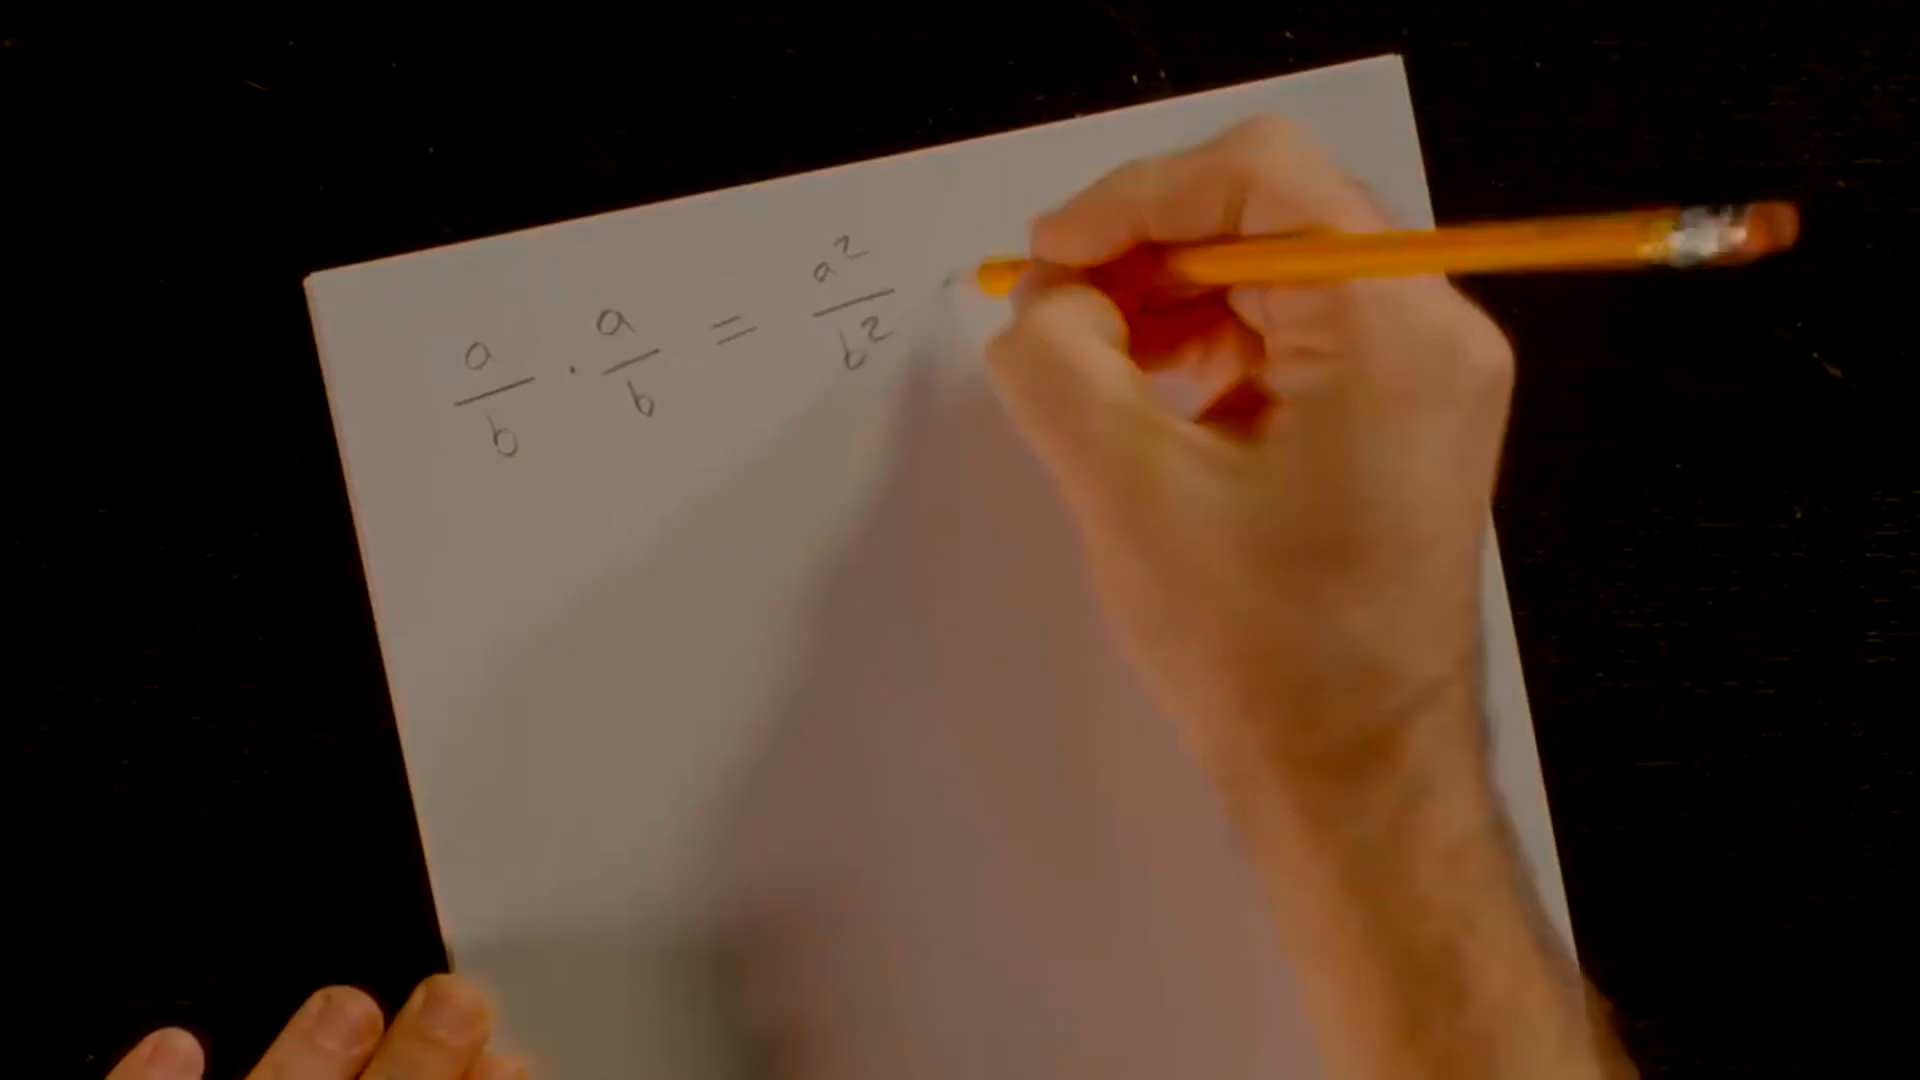 a/b · a/b = a²/b²